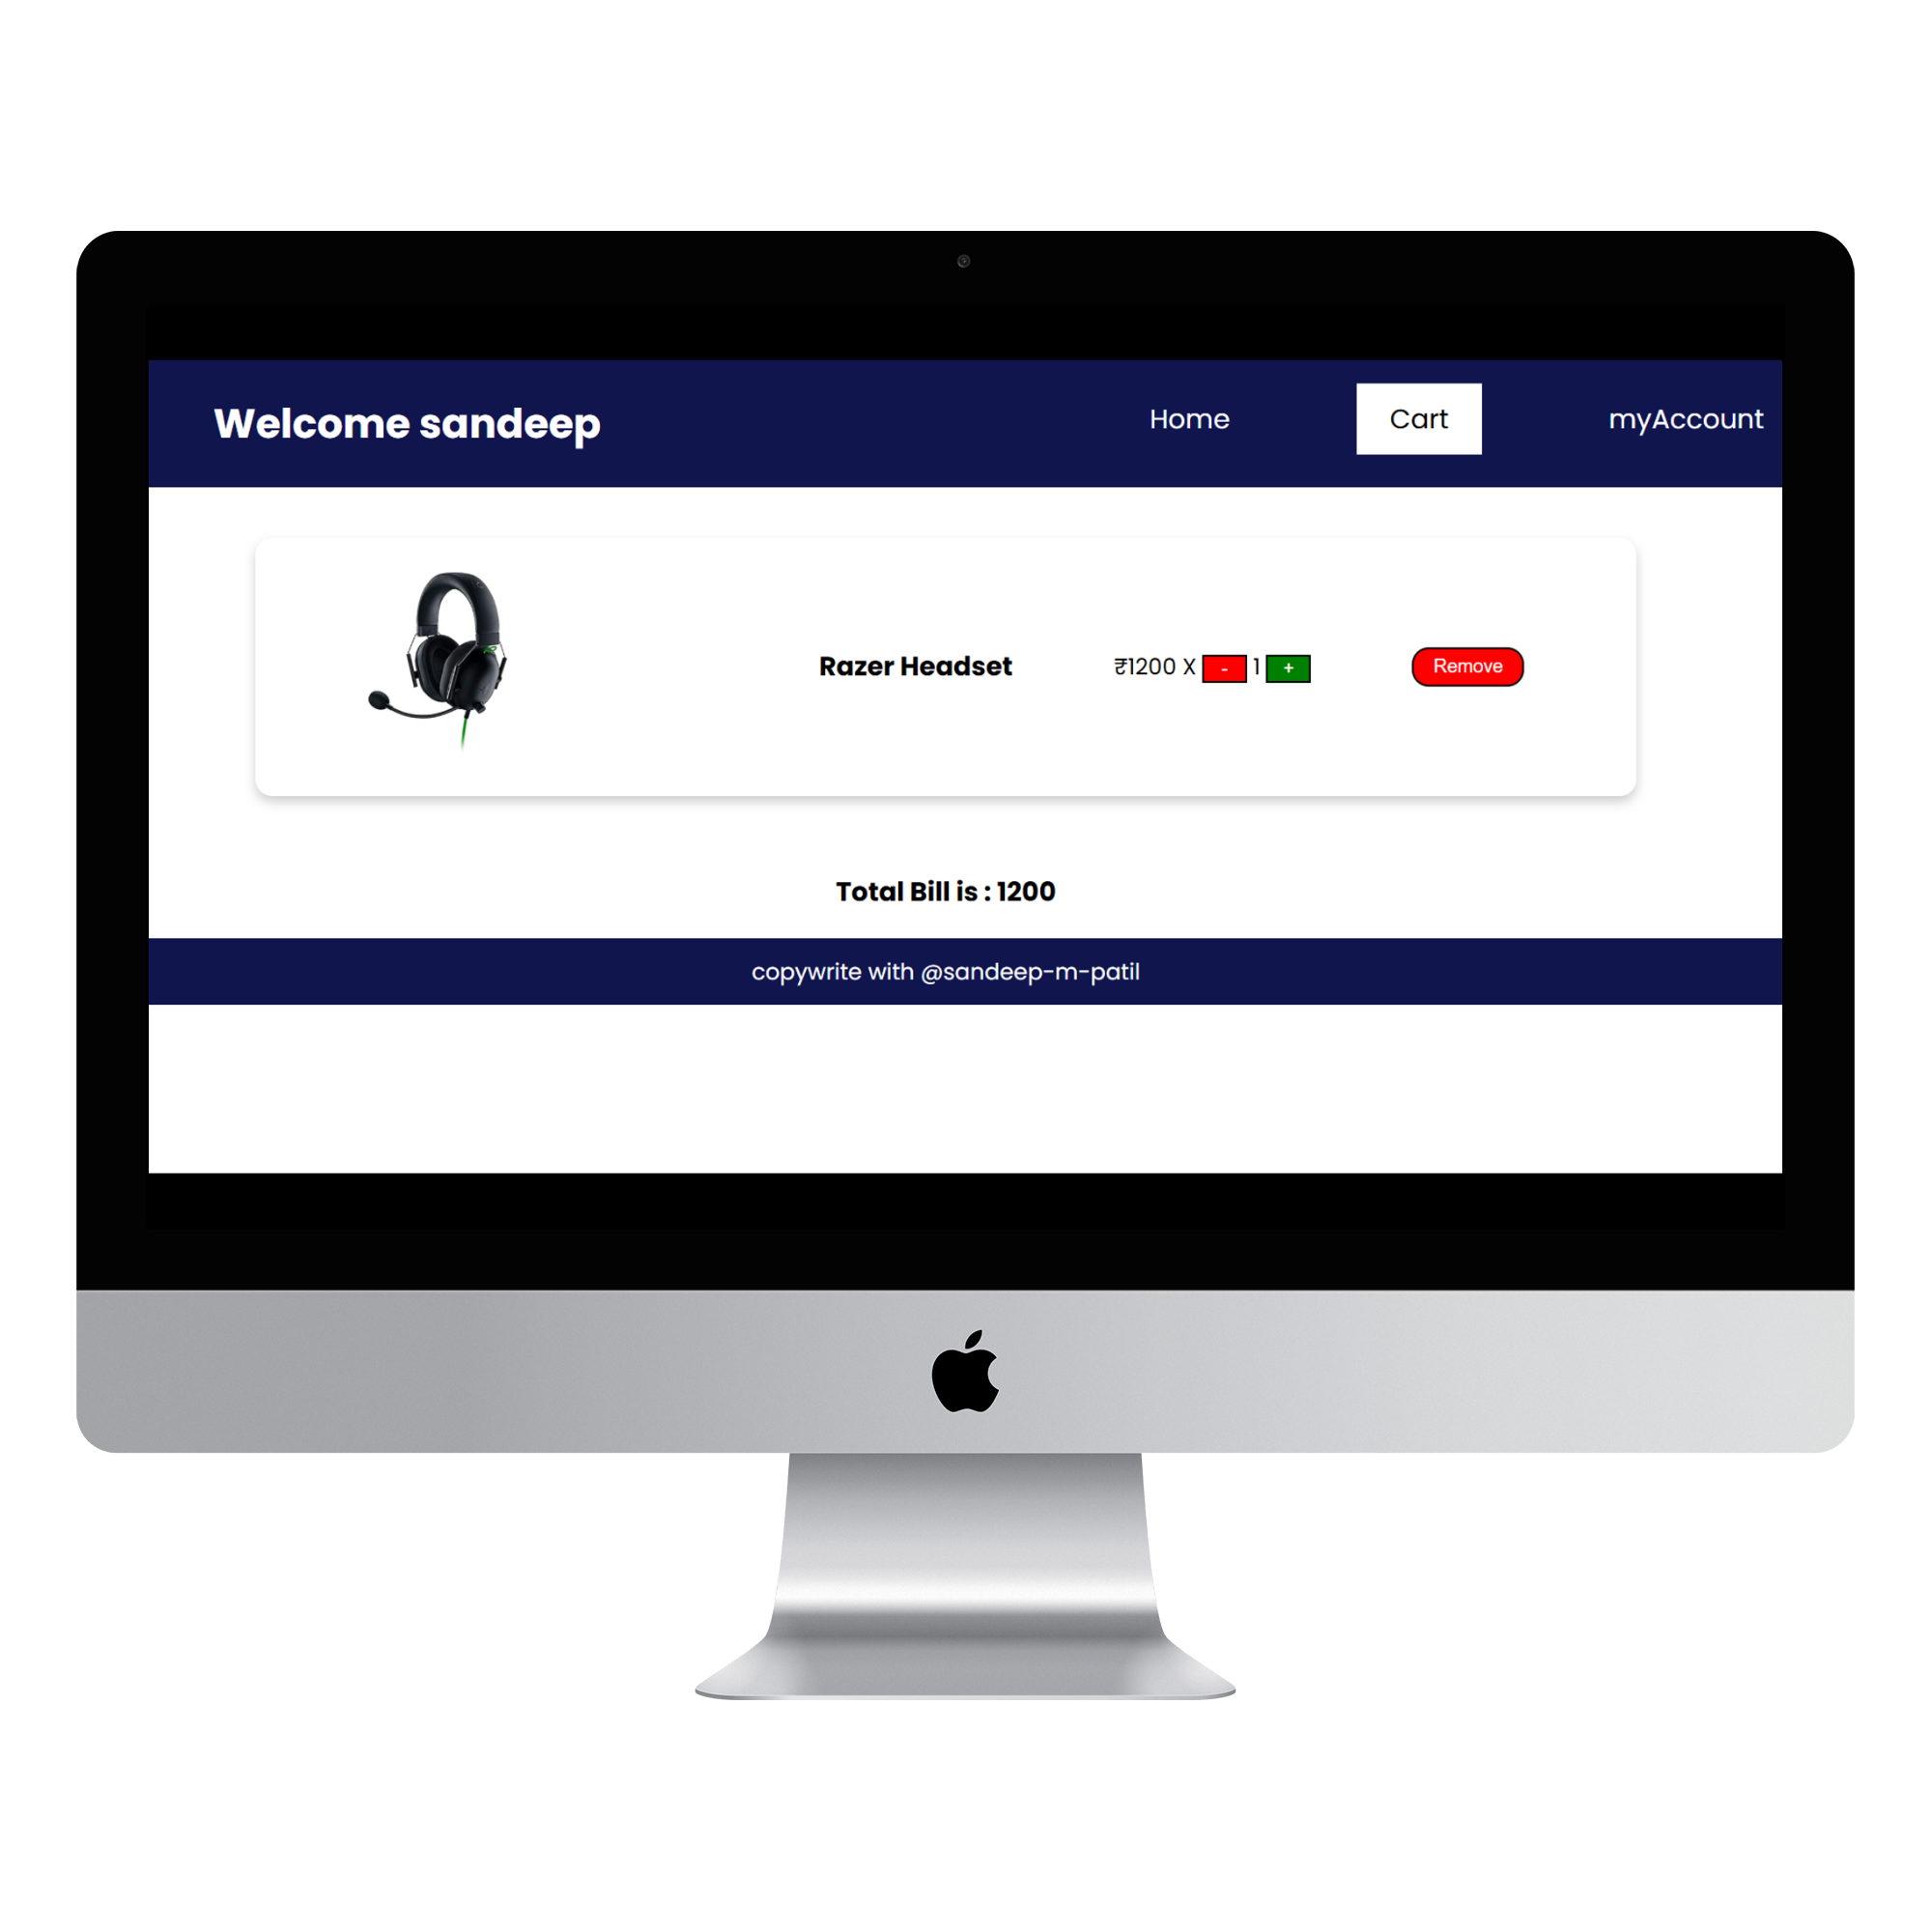 Welcome sandeep Home Cart myAccount
Razer Headset ₹1200 X - 1 + Remove
Total Bill is : 1200
copywrite with @sandeep-m-patil